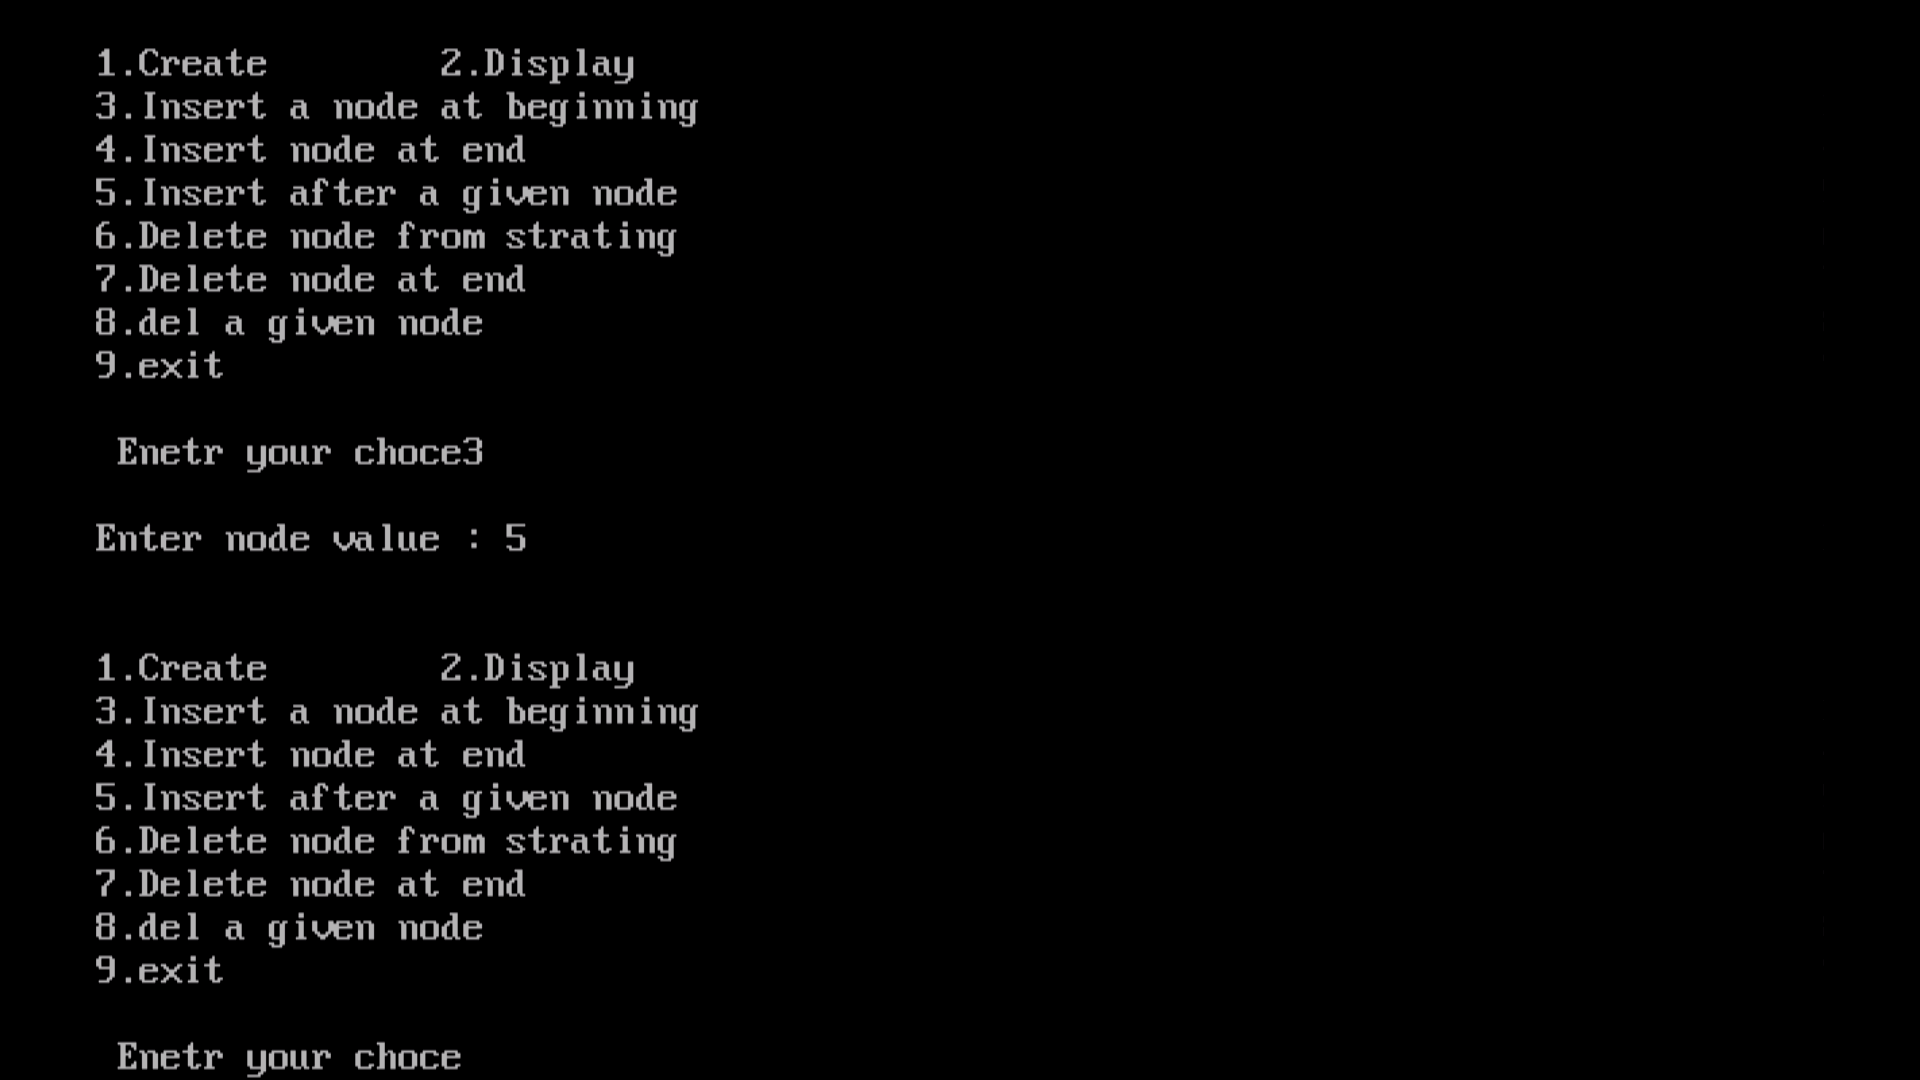 1.Create        2.Display
3.Insert a node at beginning
4.Insert node at end
5.Insert after a given node
6.Delete node from strating
7.Delete node at end
8.del a given node
9.exit
Enetr your choce3
Enter node value : 5
1.Create        2.Display
3.Insert a node at beginning
4.Insert node at end
5.Insert after a given node
6.Delete node from strating
7.Delete node at end
8.del a given node
9.exit
Enetr your choce